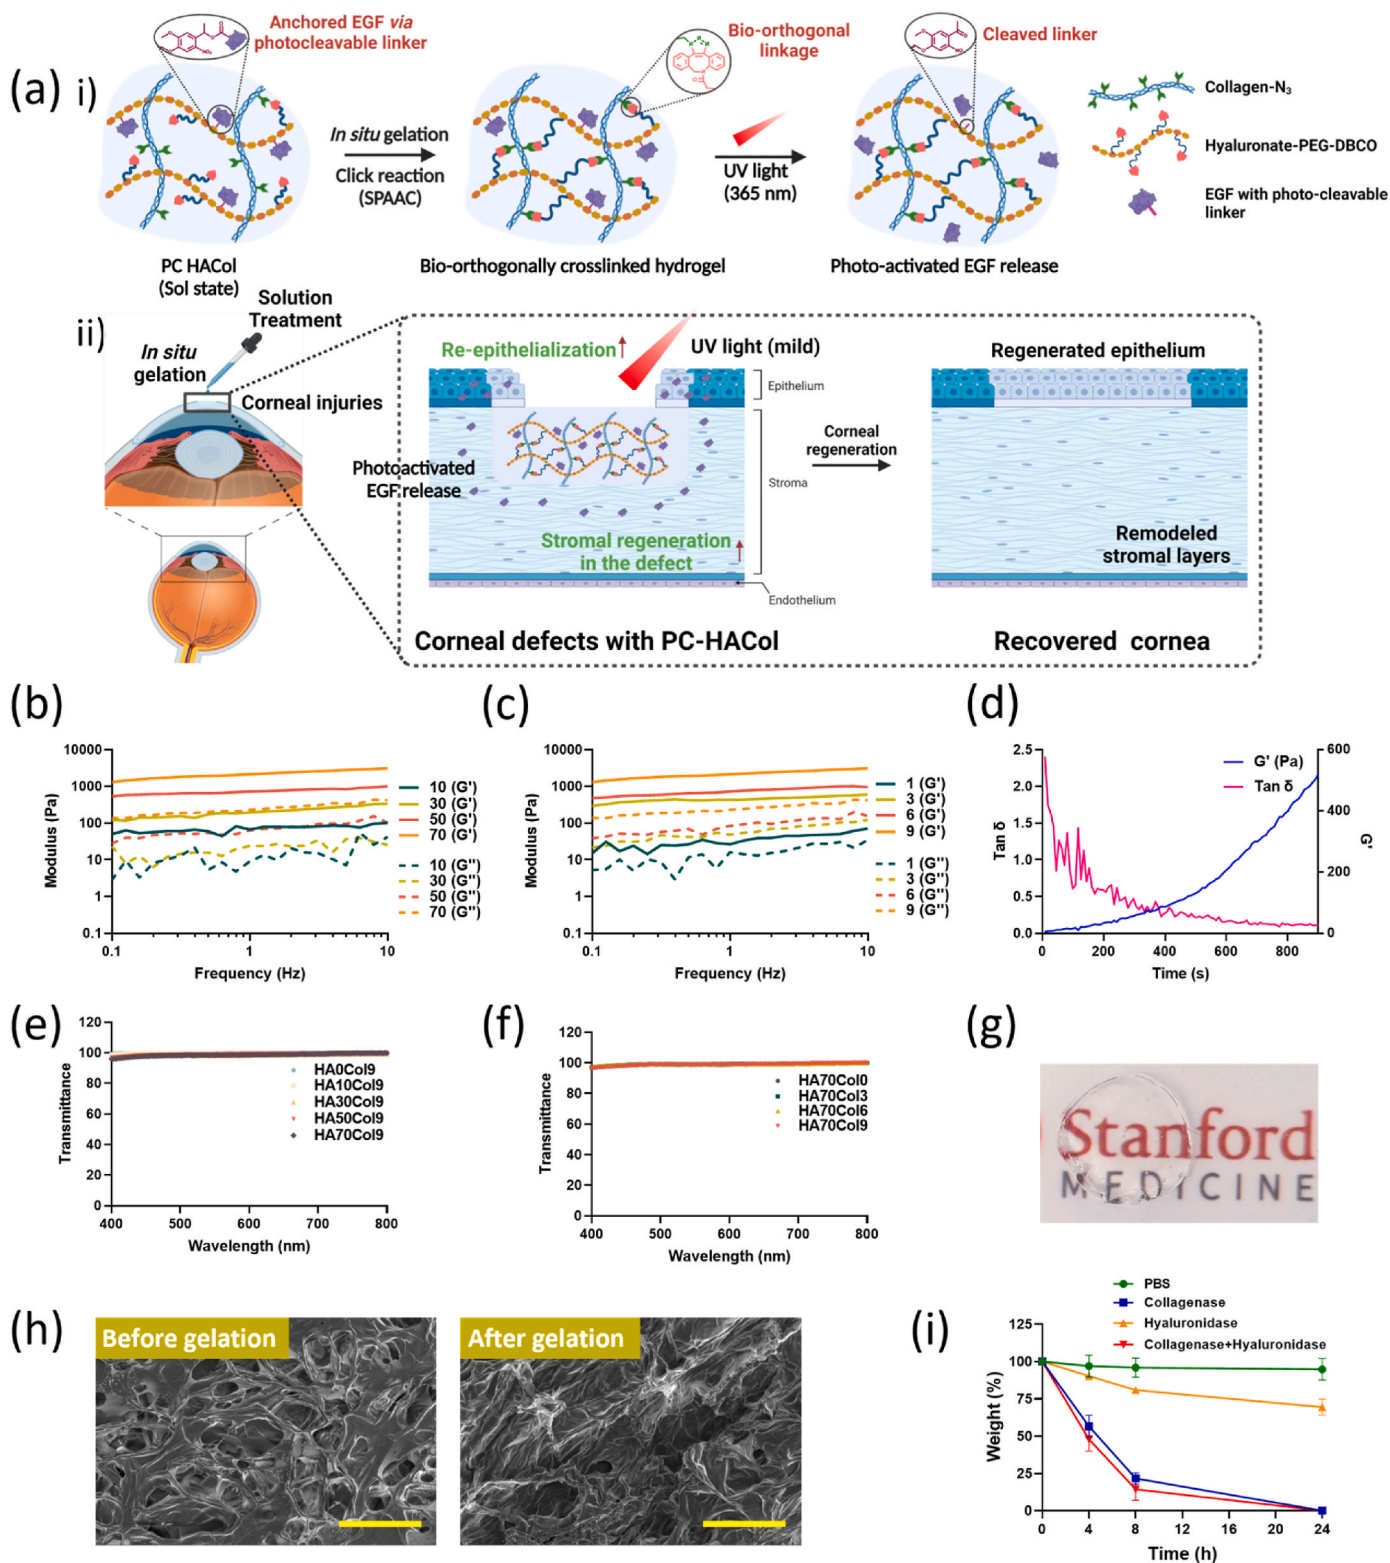 (a)
i)
Anchored EGF via
photocleavable linker
In situ gelation
Click reaction
(SPAAC)
Bio-orthogonal
linkage
UV light
(365 nm)
Cleaved linker
Collagen-N₃
Hyaluronate-PEG-DBCO
EGF with photo-cleavable
linker
PC HACol
(Sol state)
Bio-orthogonally crosslinked hydrogel
Photo-activated EGF release
ii)
Solution
Treatment
In situ
gelation
Corneal injuries
Re-epithelialization
UV light (mild)
Epithelium
Photoactivated
EGF release
Stroma
Stromal regeneration
in the defect
Endothelium
Corneal defects with PC-HACol
Corneal
regeneration
Regenerated epithelium
Remodeled
stromal layers
Recovered cornea
(b)
Modulus (Pa)
10000
1000
100
10
1
0.1
0.1
1
10
Frequency (Hz)
10 (G')
30 (G')
50 (G')
70 (G')
10 (G'')
30 (G'')
50 (G'')
70 (G'')
(c)
Modulus (Pa)
10000
1000
100
10
1
0.1
0.1
1
10
Frequency (Hz)
1 (G')
3 (G')
6 (G')
9 (G')
1 (G'')
3 (G'')
6 (G'')
9 (G'')
(d)
Tan δ
2.5
2.0
1.5
1.0
0.5
0.0
0
200
400
600
800
Time (s)
G' (Pa)
Tan δ
600
400
200
0
G'
(e)
Transmittance
120
100
80
60
40
20
0
400
500
600
700
800
Wavelength (nm)
HA0Col9
HA10Col9
HA30Col9
HA50Col9
HA70Col9
(f)
Transmittance
120
100
80
60
40
20
0
400
500
600
700
800
Wavelength (nm)
HA70Col0
HA70Col3
HA70Col6
HA70Col9
(g)
Stanford
MEDICINE
(h)
Before gelation
After gelation
(i)
PBS
Collagenase
Hyaluronidase
Collagenase+Hyaluronidase
Weight (%)
125
100
75
50
25
0
0
4
8
12
16
20
24
Time (h)